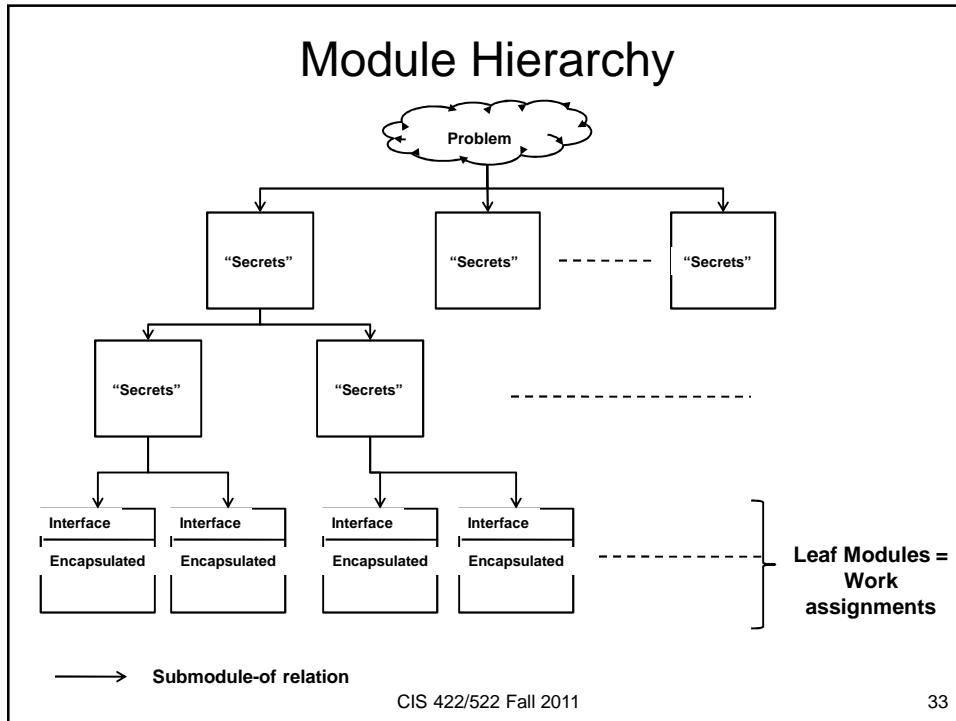 Module Hierarchy
Problem
“Secrets”
“Secrets”
“Secrets”
“Secrets”
“Secrets”
Interface
Interface
Interface
Interface
Encapsulated
Encapsulated
Encapsulated
Encapsulated
Leaf Modules =
Work
assignments
Submodule-of relation
CIS 422/522 Fall 2011
33